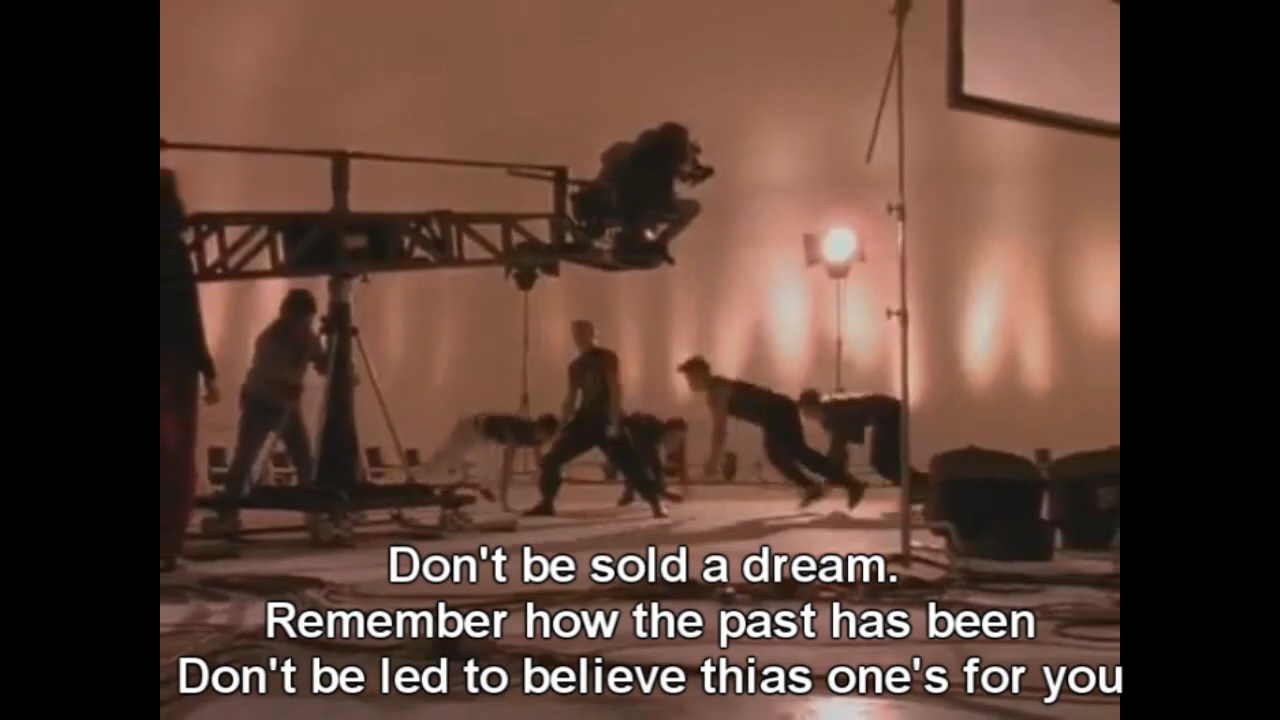 Don't be sold a dream.
Remember how the past has been
Don't be led to believe thias one's for you